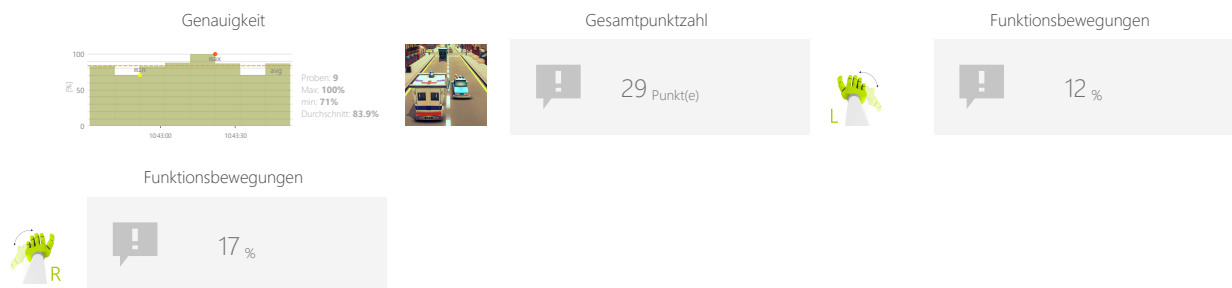 Genauigkeit
100
50
0
[%]
min
max
avg
10:43:00
10:43:30
Proben: 9
Max: 100%
min: 71%
Durchschnitt: 83.9%
Gesamtpunktzahl
29 Punkt(e)
Funktionsbewegungen
L
12 %
Funktionsbewegungen
R
17 %